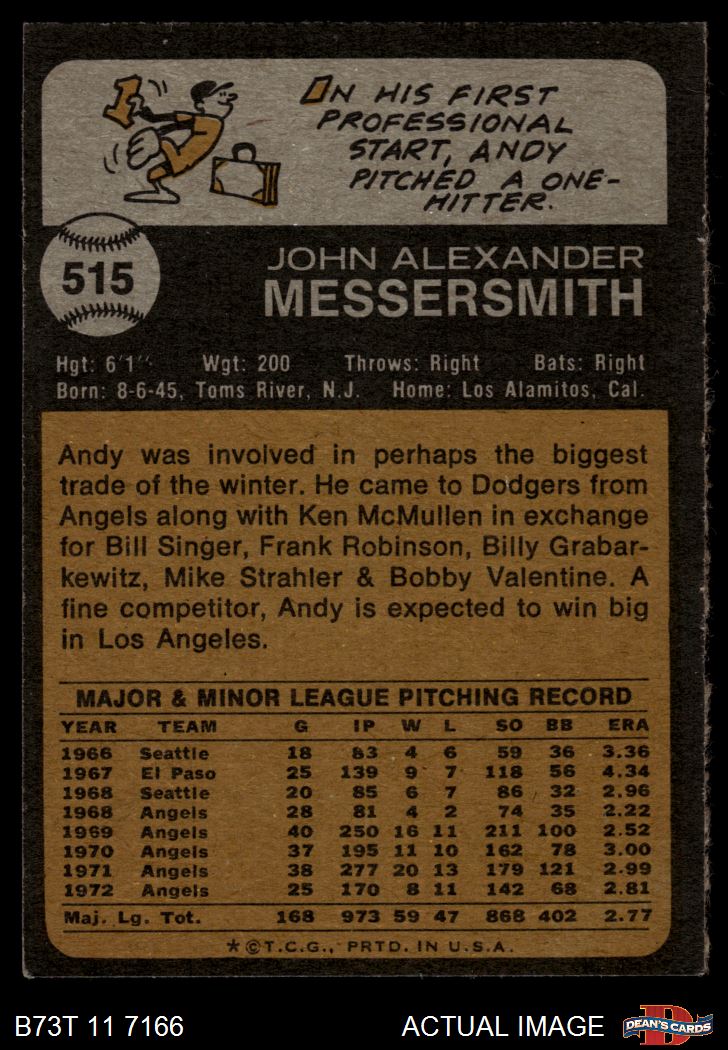 IN HIS FIRST
PROFESSIONAL
START, ANDY
PITCHED A ONE-
HITTER.
1
515
JOHN ALEXANDER
MESSERSMITH
Hgt: 6'1" Wgt: 200 Throws: Right Bats: Right
Born: 8-6-45, Toms River, N.J. Home: Los Alamitos, Cal.
Andy was involved in perhaps the biggest
trade of the winter. He came to Dodgers from
Angels along with Ken McMullen in exchange
for Bill Singer, Frank Robinson, Billy Grabar-
kewitz, Mike Strahler & Bobby Valentine. A
fine competitor, Andy is expected to win big
in Los Angeles.
MAJOR & MINOR LEAGUE PITCHING RECORD
YEAR TEAM G IP W L SO BB ERA
1966 Seattle 18 83 4 6 59 36 3.36
1967 El Paso 25 139 9 7 118 56 4.34
1968 Seattle 20 85 6 7 86 32 2.96
1968 Angels 28 81 4 2 74 35 2.22
1969 Angels 40 250 16 11 211 100 2.52
1970 Angels 37 195 11 10 162 78 3.00
1971 Angels 38 277 20 13 179 121 2.99
1972 Angels 25 170 8 11 142 68 2.81
Maj. Lg. Tot. 168 973 59 47 868 402 2.77
*©T.C.G., PRTD. IN U.S.A.
B73T 11 7166 ACTUAL IMAGE
D
DEAN'S CARDS